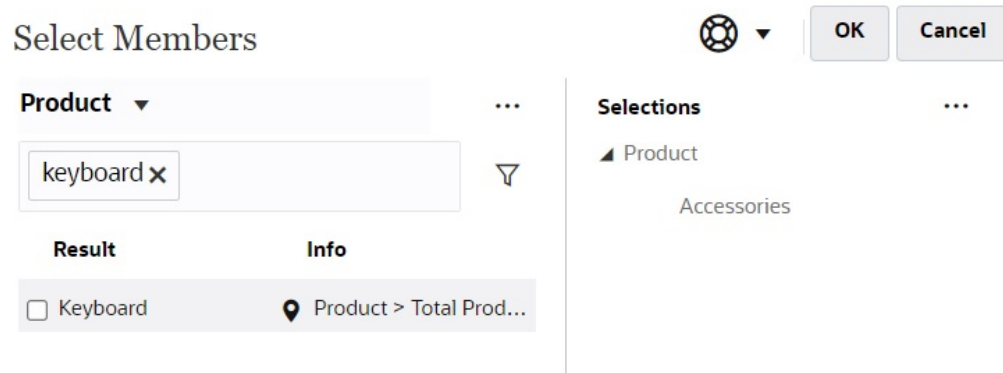 Select Members
OK
Cancel
Product
...
Selections
...
keyboard
Product
Accessories
Result
Info
Keyboard
Product > Total Prod...